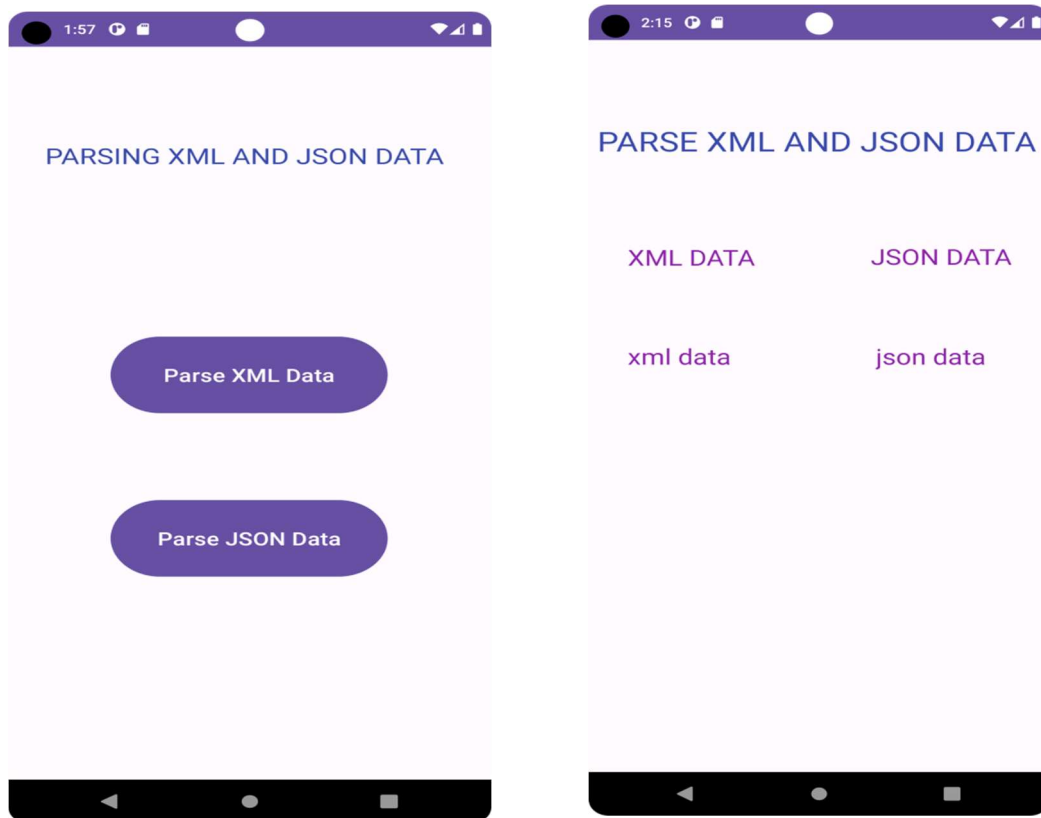 1:57
PARSING XML AND JSON DATA
Parse XML Data
Parse JSON Data
2:15
PARSE XML AND JSON DATA
XML DATA JSON DATA
xml data json data